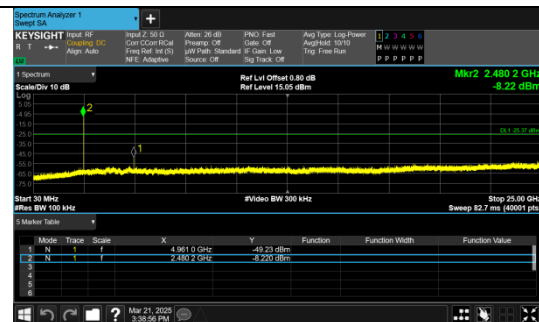 Spectrum Analyzer 1
Swept SA
+
KEYSIGHT Input: RF Input Z: 50 Ω Atten: 26 dB PNO: Fast Avg Type: Log-Power 1 2 3 4 5 6
R T Coupling: DC Corr CCorr RCal Preamp: Off Gate: Off Avg|Hold: 10/10 M W W W W W
Align: Auto Freq Ref: Int (S) µW Path: Standard IF Gain: Low Trig: Free Run
NFE: Adaptive Source: Off Sig Track: Off P P P P P P
1 Spectrum Ref Lvl Offset 0.80 dB Mkr2 2.480 2 GHz
Scale/Div 10 dB Ref Level 15.05 dBm -8.22 dBm
Log
5.05
-4.95
-15.0
-25.0 DL1 -25.37 dBm
-35.0
-45.0
-55.0
-65.0
-75.0
2
1
Start 30 MHz #Video BW 300 kHz Stop 25.00 GHz
#Res BW 100 kHz Sweep 82.7 ms (40001 pts)
5 Marker Table
Mode Trace Scale X Y Function Function Width Function Value
1 N 1 f 4.961 0 GHz -49.23 dBm
2 N 1 f 2.480 2 GHz -8.220 dBm
3
4
5
6
? Mar 21, 2025
3:38:56 PM